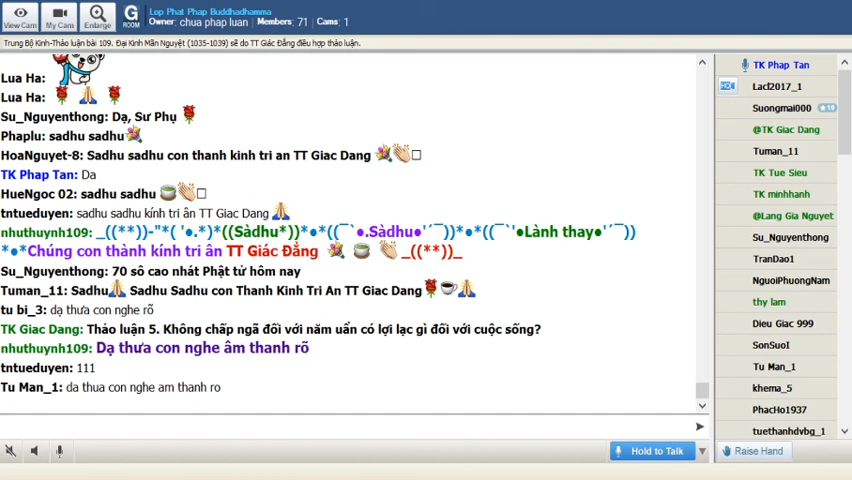 View Cam
My Cam
Enlarge
G
ROOM
Lop Phat Phap Buddhadhamma
Owner: chua phap luan Members: 71 Cams: 1
Trung Bộ Kinh-Thảo luận bài 109. Đại Kinh Mãn Nguyệt (1035-1039) sẽ do TT Giác Đẳng điều hợp thảo luận.
Lua Ha:
Lua Ha:
Su_Nguyenthong: Dạ, Sư Phụ
Phaplu: sadhu sadhu
HoaNguyet-8: Sadhu sadhu con thanh kinh tri an TT Giac Dang
TK Phap Tan: Da
HueNgoc 02: sadhu sadhu
tntueduyen: sadhu sadhu kính tri ân TT Giac Dang
nhuthuynh109: _((**))-"*( '●.*)*((Sàdhu*))*●*((¯`●.Sàdhu●'´¯))*●*((¯`'●Lành thay●'´¯))
*●*Chúng con thành kính tri ân TT Giác Đẳng _((**))_
Su_Nguyenthong: 70 số cao nhát Phật tử hôm nay
Tuman_11: Sadhu Sadhu Sadhu con Thanh Kinh Tri An TT Giac Dang
tu bi_3: dạ thưa con nghe rõ
TK Giac Dang: Thảo luận 5. Không chấp ngã đối với năm uẩn có lợi lạc gì đối với cuộc sống?
nhuthuynh109: Dạ thưa con nghe âm thanh rõ
tntueduyen: 111
Tu Man_1: da thua con nghe am thanh ro
Hold to Talk
TK Phap Tan
Lacl2017_1
Suongmai000
10
@TK Giac Dang
Tuman_11
TK Tue Sieu
TK minhhanh
@Lang Gia Nguyet
Su_Nguyenthong
TranDao1
NguoiPhuongNam
thy lam
Dieu Giac 999
SonSuoI
Tu Man_1
khema_5
PhacHo1937
tuethanhdvbg_1
Raise Hand